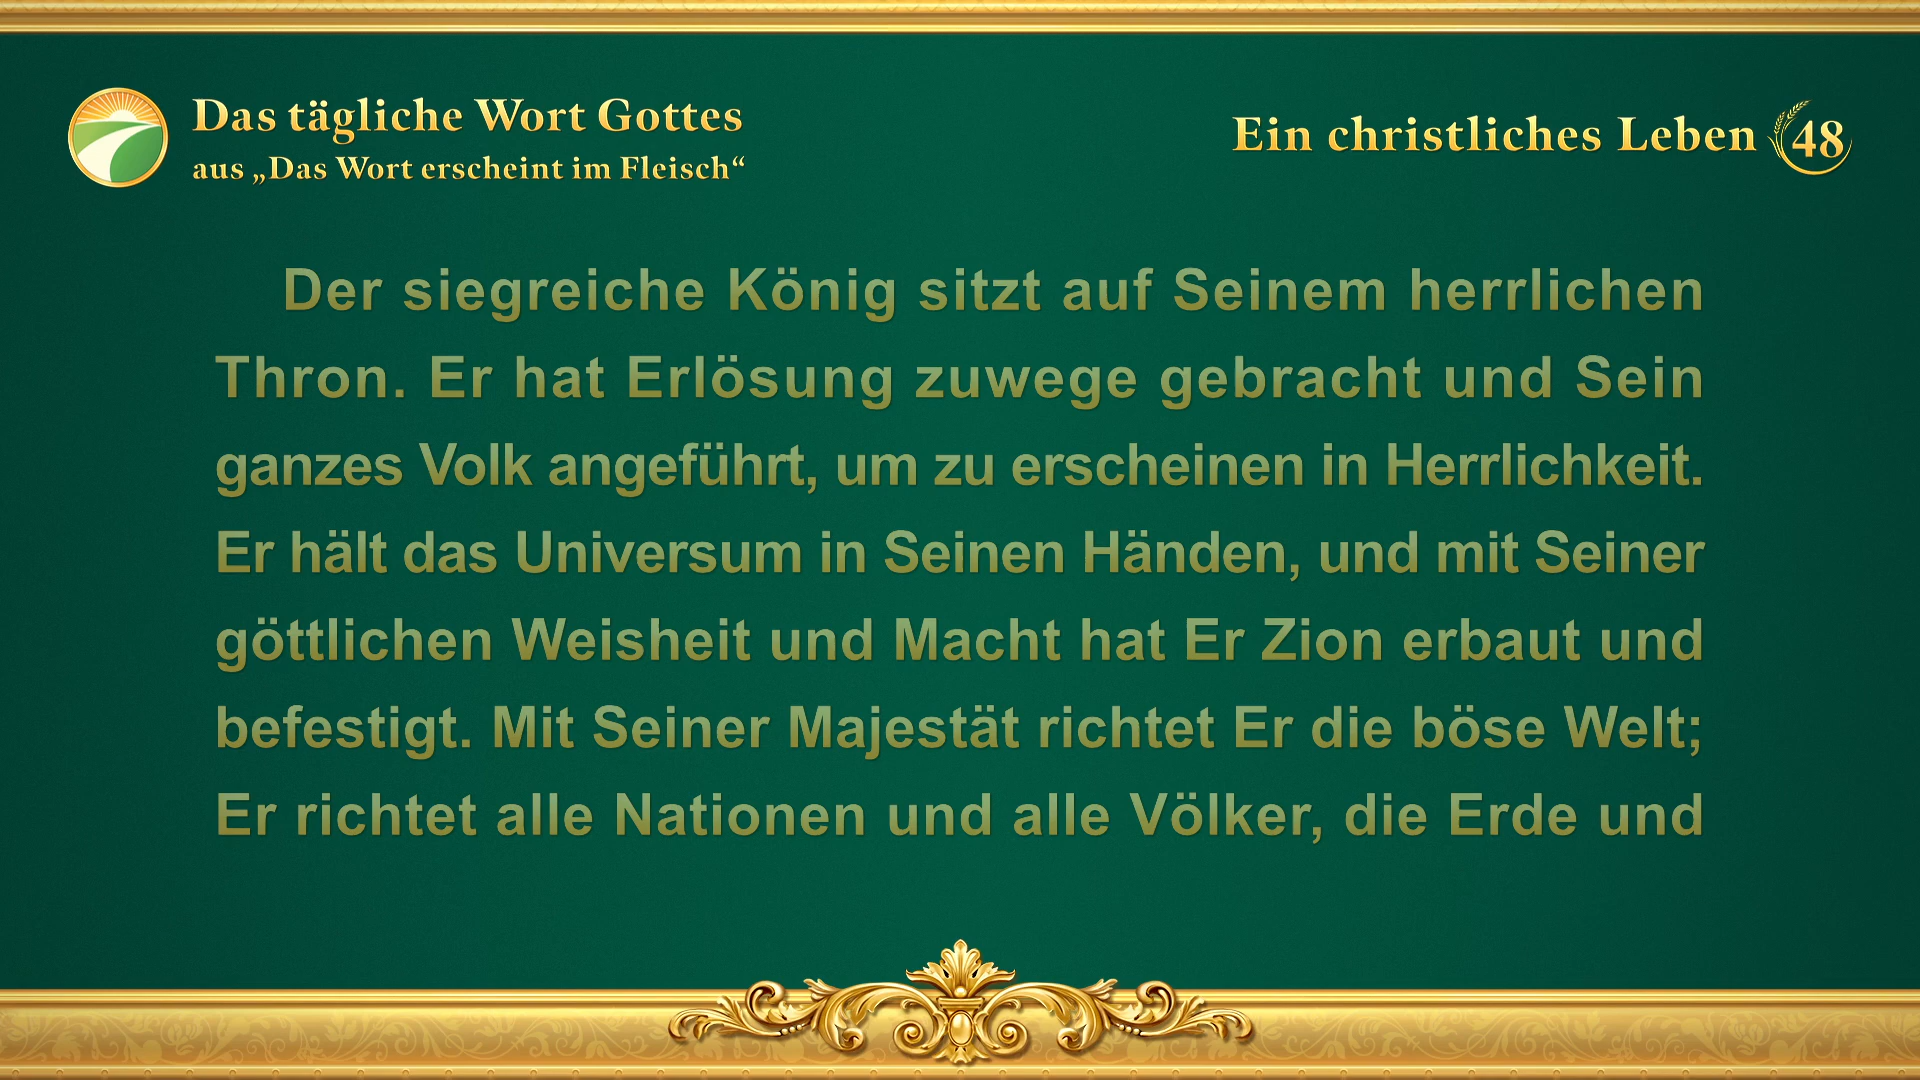 Das tägliche Wort Gottes
aus „Das Wort erscheint im Fleisch“
Ein christliches Leben 48
Der siegreiche König sitzt auf Seinem herrlichen
Thron. Er hat Erlösung zuwege gebracht und Sein
ganzes Volk angeführt, um zu erscheinen in Herrlichkeit.
Er hält das Universum in Seinen Händen, und mit Seiner
göttlichen Weisheit und Macht hat Er Zion erbaut und
befestigt. Mit Seiner Majestät richtet Er die böse Welt;
Er richtet alle Nationen und alle Völker, die Erde und